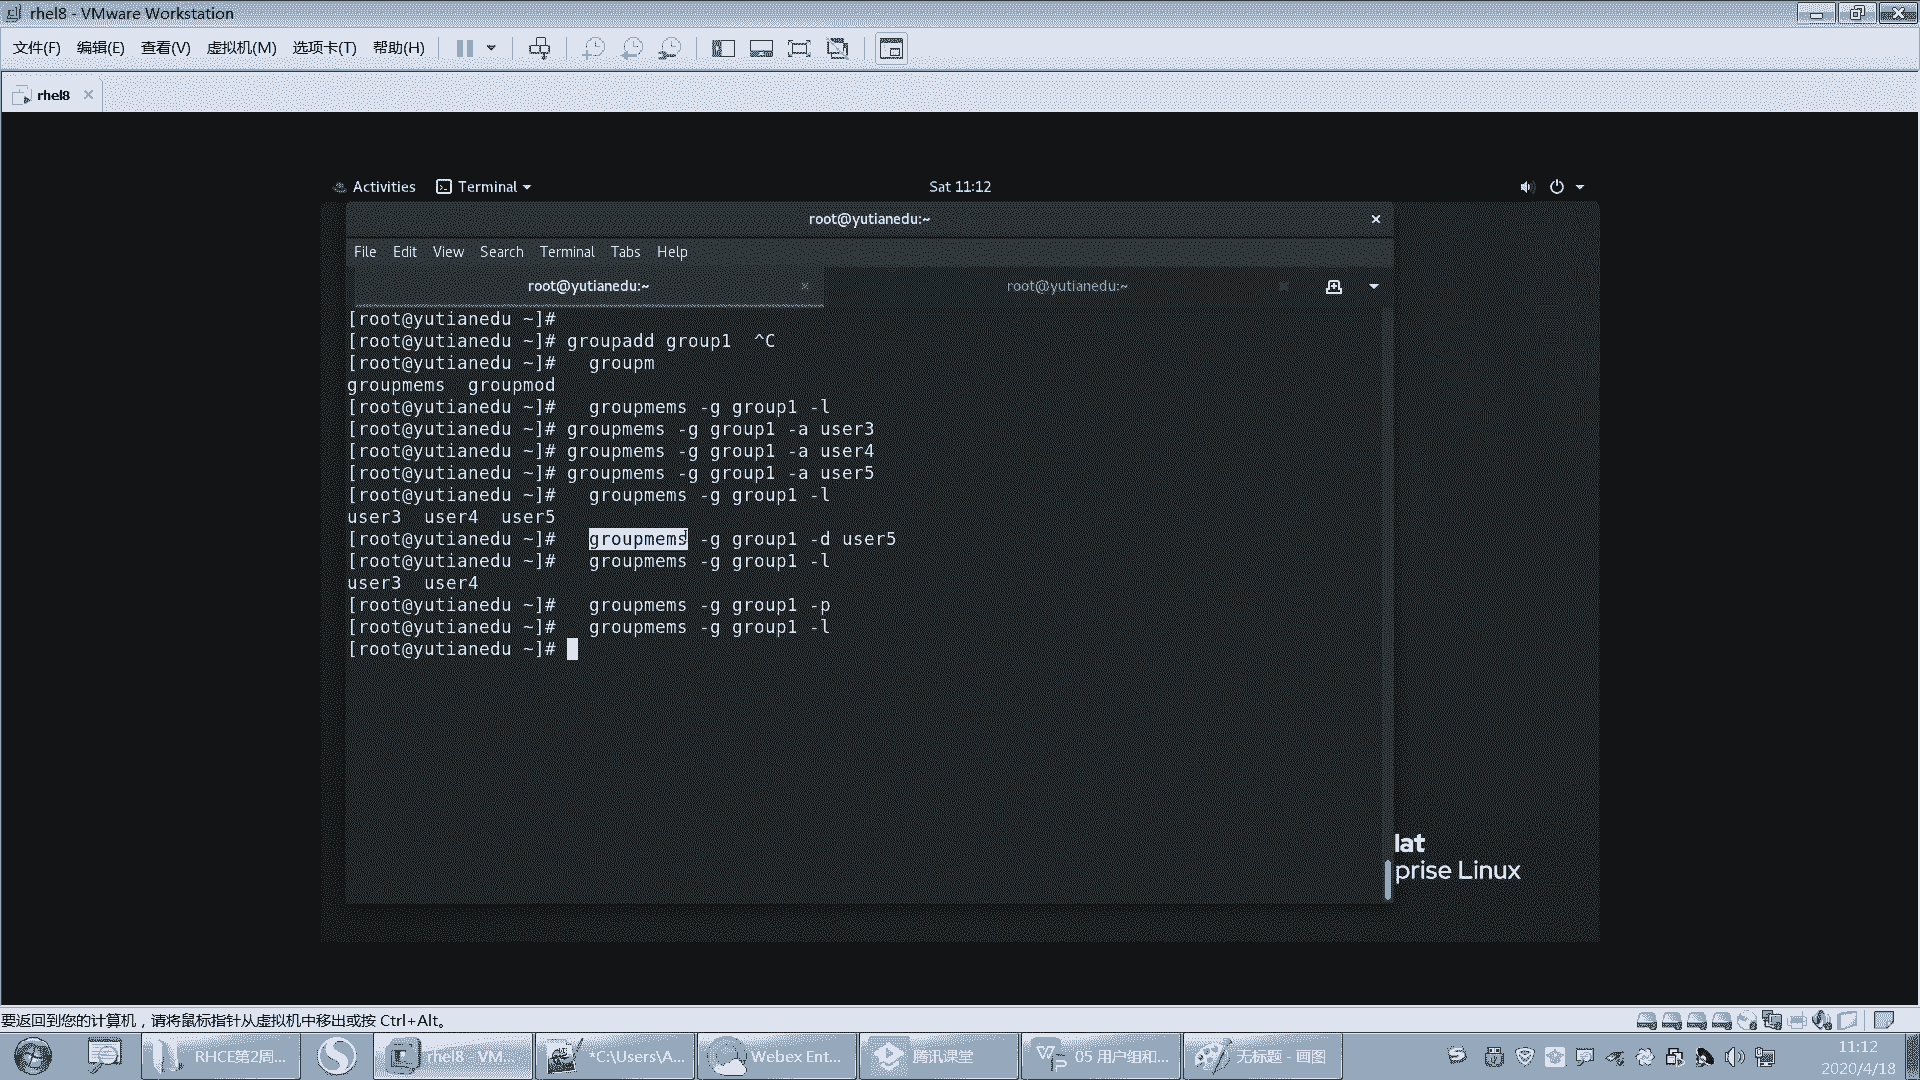 rhel8 - VMware Workstation
文件(F) 编辑(E) 查看(V) 虚拟机(M) 选项卡(T) 帮助(H)
rhel8
Activities Terminal Sat 11:12
root@yutianedu:~
File Edit View Search Terminal Tabs Help
root@yutianedu:~ root@yutianedu:~
[root@yutianedu ~]#
[root@yutianedu ~]# groupadd group1  ^C
[root@yutianedu ~]#   groupm
groupmems  groupmod
[root@yutianedu ~]#   groupmems -g group1 -l
[root@yutianedu ~]# groupmems -g group1 -a user3
[root@yutianedu ~]# groupmems -g group1 -a user4
[root@yutianedu ~]# groupmems -g group1 -a user5
[root@yutianedu ~]#   groupmems -g group1 -l
user3  user4  user5
[root@yutianedu ~]#   groupmems -g group1 -d user5
[root@yutianedu ~]#   groupmems -g group1 -l
user3  user4
[root@yutianedu ~]#   groupmems -g group1 -p
[root@yutianedu ~]#   groupmems -g group1 -l
[root@yutianedu ~]#
lat
prise Linux
要返回到您的计算机，请将鼠标指针从虚拟机中移出或按 Ctrl+Alt。
RHCE第2周... rhel8 - VM... *C:\Users\A... Webex Ent... 腾讯课堂 05 用户组和... 无标题 - 画图 11:12
2020/4/18